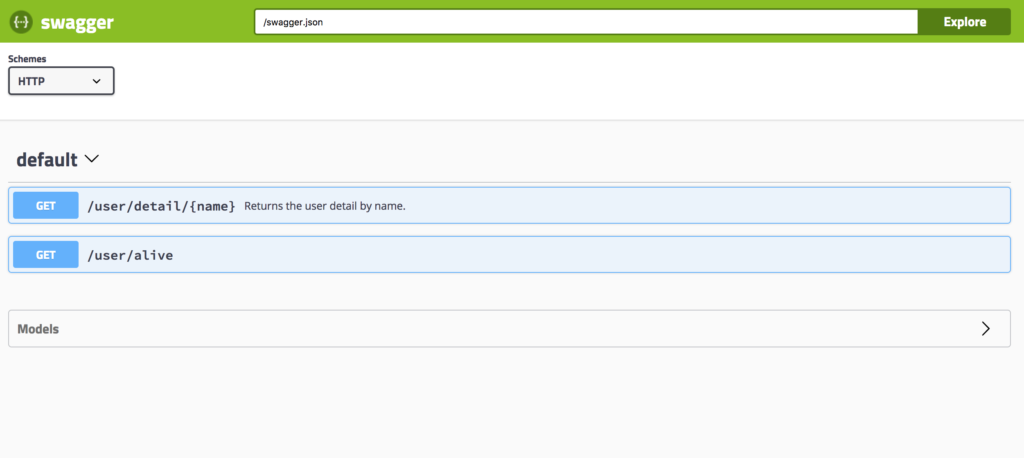 swagger
/swagger.json
Explore
Schemes
HTTP
default
GET /user/detail/{name} Returns the user detail by name.
GET /user/alive
Models